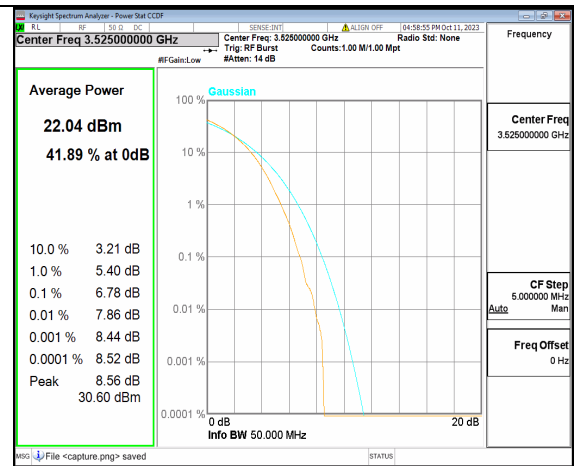 Keysight Spectrum Analyzer - Power Stat CCDF
RL RF 50 Ω DC SENSE:INT ALIGN OFF 04:58:55 PM Oct 11, 2023
Center Freq 3.525000000 GHz
Center Freq: 3.525000000 GHz Radio Std: None
Trig: RF Burst Counts:1.00 M/1.00 Mpt
#IFGain:Low #Atten: 14 dB
Frequency
Center Freq
3.525000000 GHz
CF Step
5.000000 MHz
Auto Man
Freq Offset
0 Hz
Average Power
22.04 dBm
41.89 % at 0dB
10.0 % 3.21 dB
1.0 % 5.40 dB
0.1 % 6.78 dB
0.01 % 7.86 dB
0.001 % 8.44 dB
0.0001 % 8.52 dB
Peak 8.56 dB
30.60 dBm
Gaussian
100 %
10 %
1 %
0.1 %
0.01 %
0.001 %
0.0001 %
0 dB 20 dB
Info BW 50.000 MHz
MSG File <capture.png> saved STATUS